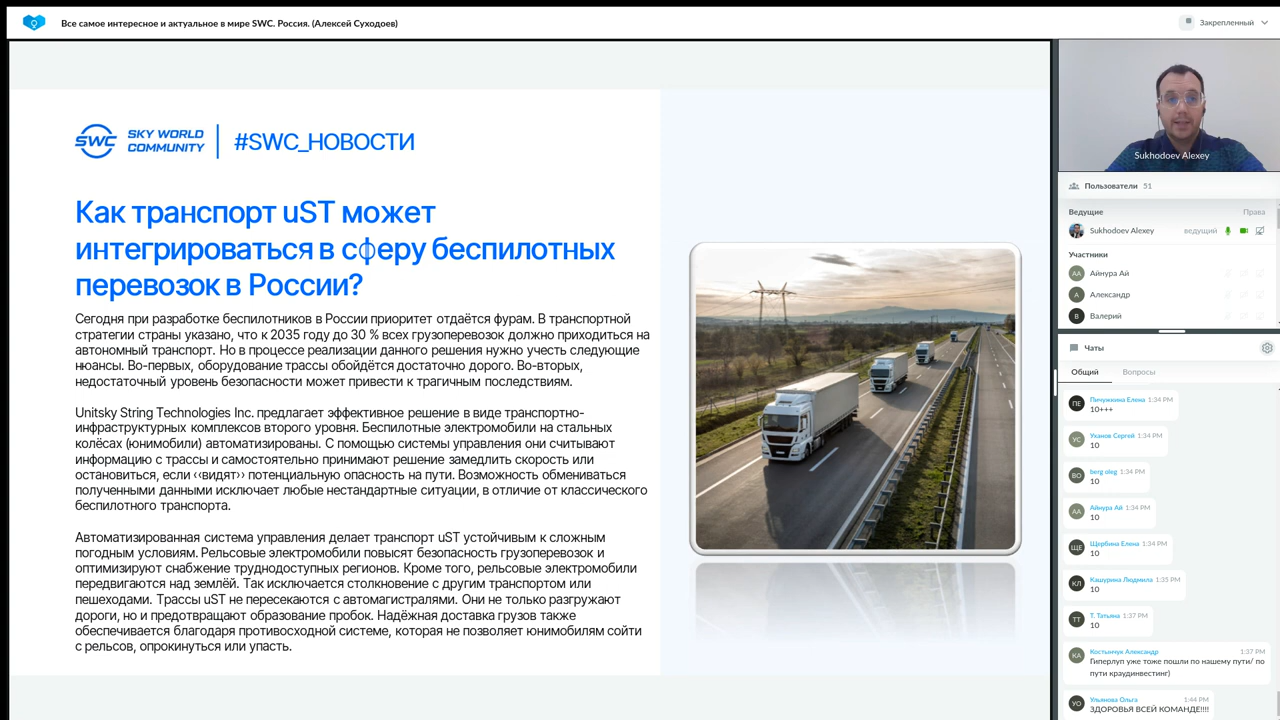 Все самое интересное и актуальное в мире SWC. Россия. (Алексей Суходоев)
Закрепленный
SWC
SKY WORLD
COMMUNITY
#SWC_НОВОСТИ
Как транспорт uST может
интегрироваться в сферу беспилотных
перевозок в России?
Сегодня при разработке беспилотников в России приоритет отдаётся фурам. В транспортной
стратегии страны указано, что к 2035 году до 30 % всех грузоперевозок должно приходиться на
автономный транспорт. Но в процессе реализации данного решения нужно учесть следующие
нюансы. Во-первых, оборудование трассы обойдётся достаточно дорого. Во-вторых,
недостаточный уровень безопасности может привести к трагичным последствиям.
Unitsky String Technologies Inc. предлагает эффективное решение в виде транспортно-
инфраструктурных комплексов второго уровня. Беспилотные электромобили на стальных
колёсах (юнимобили) автоматизированы. С помощью системы управления они считывают
информацию с трассы и самостоятельно принимают решение замедлить скорость или
остановиться, если ‹‹видят›› потенциальную опасность на пути. Возможность обмениваться
полученными данными исключает любые нестандартные ситуации, в отличие от классического
беспилотного транспорта.
Автоматизированная система управления делает транспорт uST устойчивым к сложным
погодным условиям. Рельсовые электромобили повысят безопасность грузоперевозок и
оптимизируют снабжение труднодоступных регионов. Кроме того, рельсовые электромобили
передвигаются над землёй. Так исключается столкновение с другим транспортом или
пешеходами. Трассы uST не пересекаются с автомагистралями. Они не только разгружают
дороги, но и предотвращают образование пробок. Надёжная доставка грузов также
обеспечивается благодаря противосходной системе, которая не позволяет юнимобилям сойти
с рельсов, опрокинуться или упасть.
Sukhodoev Alexey
Пользователи 51
Ведущие Права
Sukhodoev Alexey ведущий
Участники
АА Айнура Ай
А Александр
В Валерий
Чаты
Общий Вопросы
ПЕ Пичужкина Елена 1:34 PM
10+++
УС Уханов Сергей 1:34 PM
10
BO berg oleg 1:34 PM
10
АА Айнура Ай 1:34 PM
10
ЩЕ Щербина Елена 1:34 PM
10
КЛ Кашурина Людмила 1:35 PM
10
ТТ Т. Татьяна 1:37 PM
10
КА Костынчук Александр 1:37 PM
Гиперлуп уже тоже пошли по нашему пути/ по
пути краудинвестинг)
УО Ульянова Ольга 1:44 PM
ЗДОРОВЬЯ ВСЕЙ КОМАНДЕ!!!!